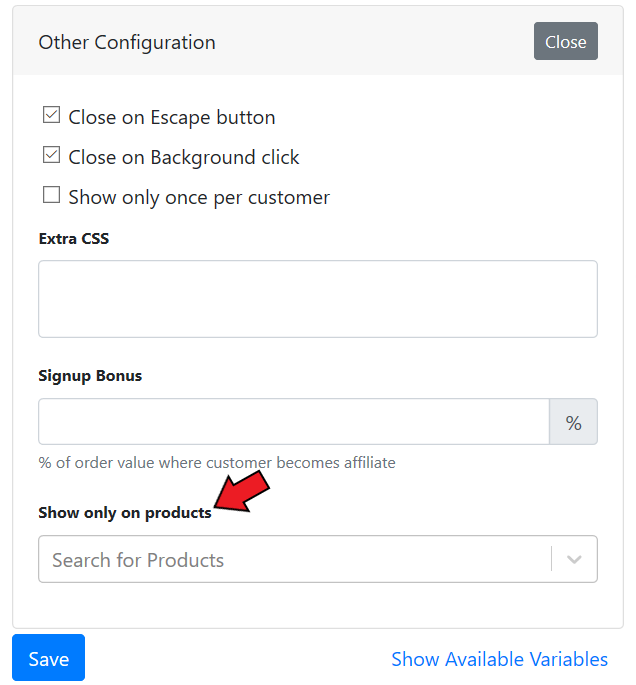 Other Configuration
Close
Close on Escape button
Close on Background click
Show only once per customer
Extra CSS
Signup Bonus
%
% of order value where customer becomes affiliate
Show only on products
Search for Products
Save
Show Available Variables